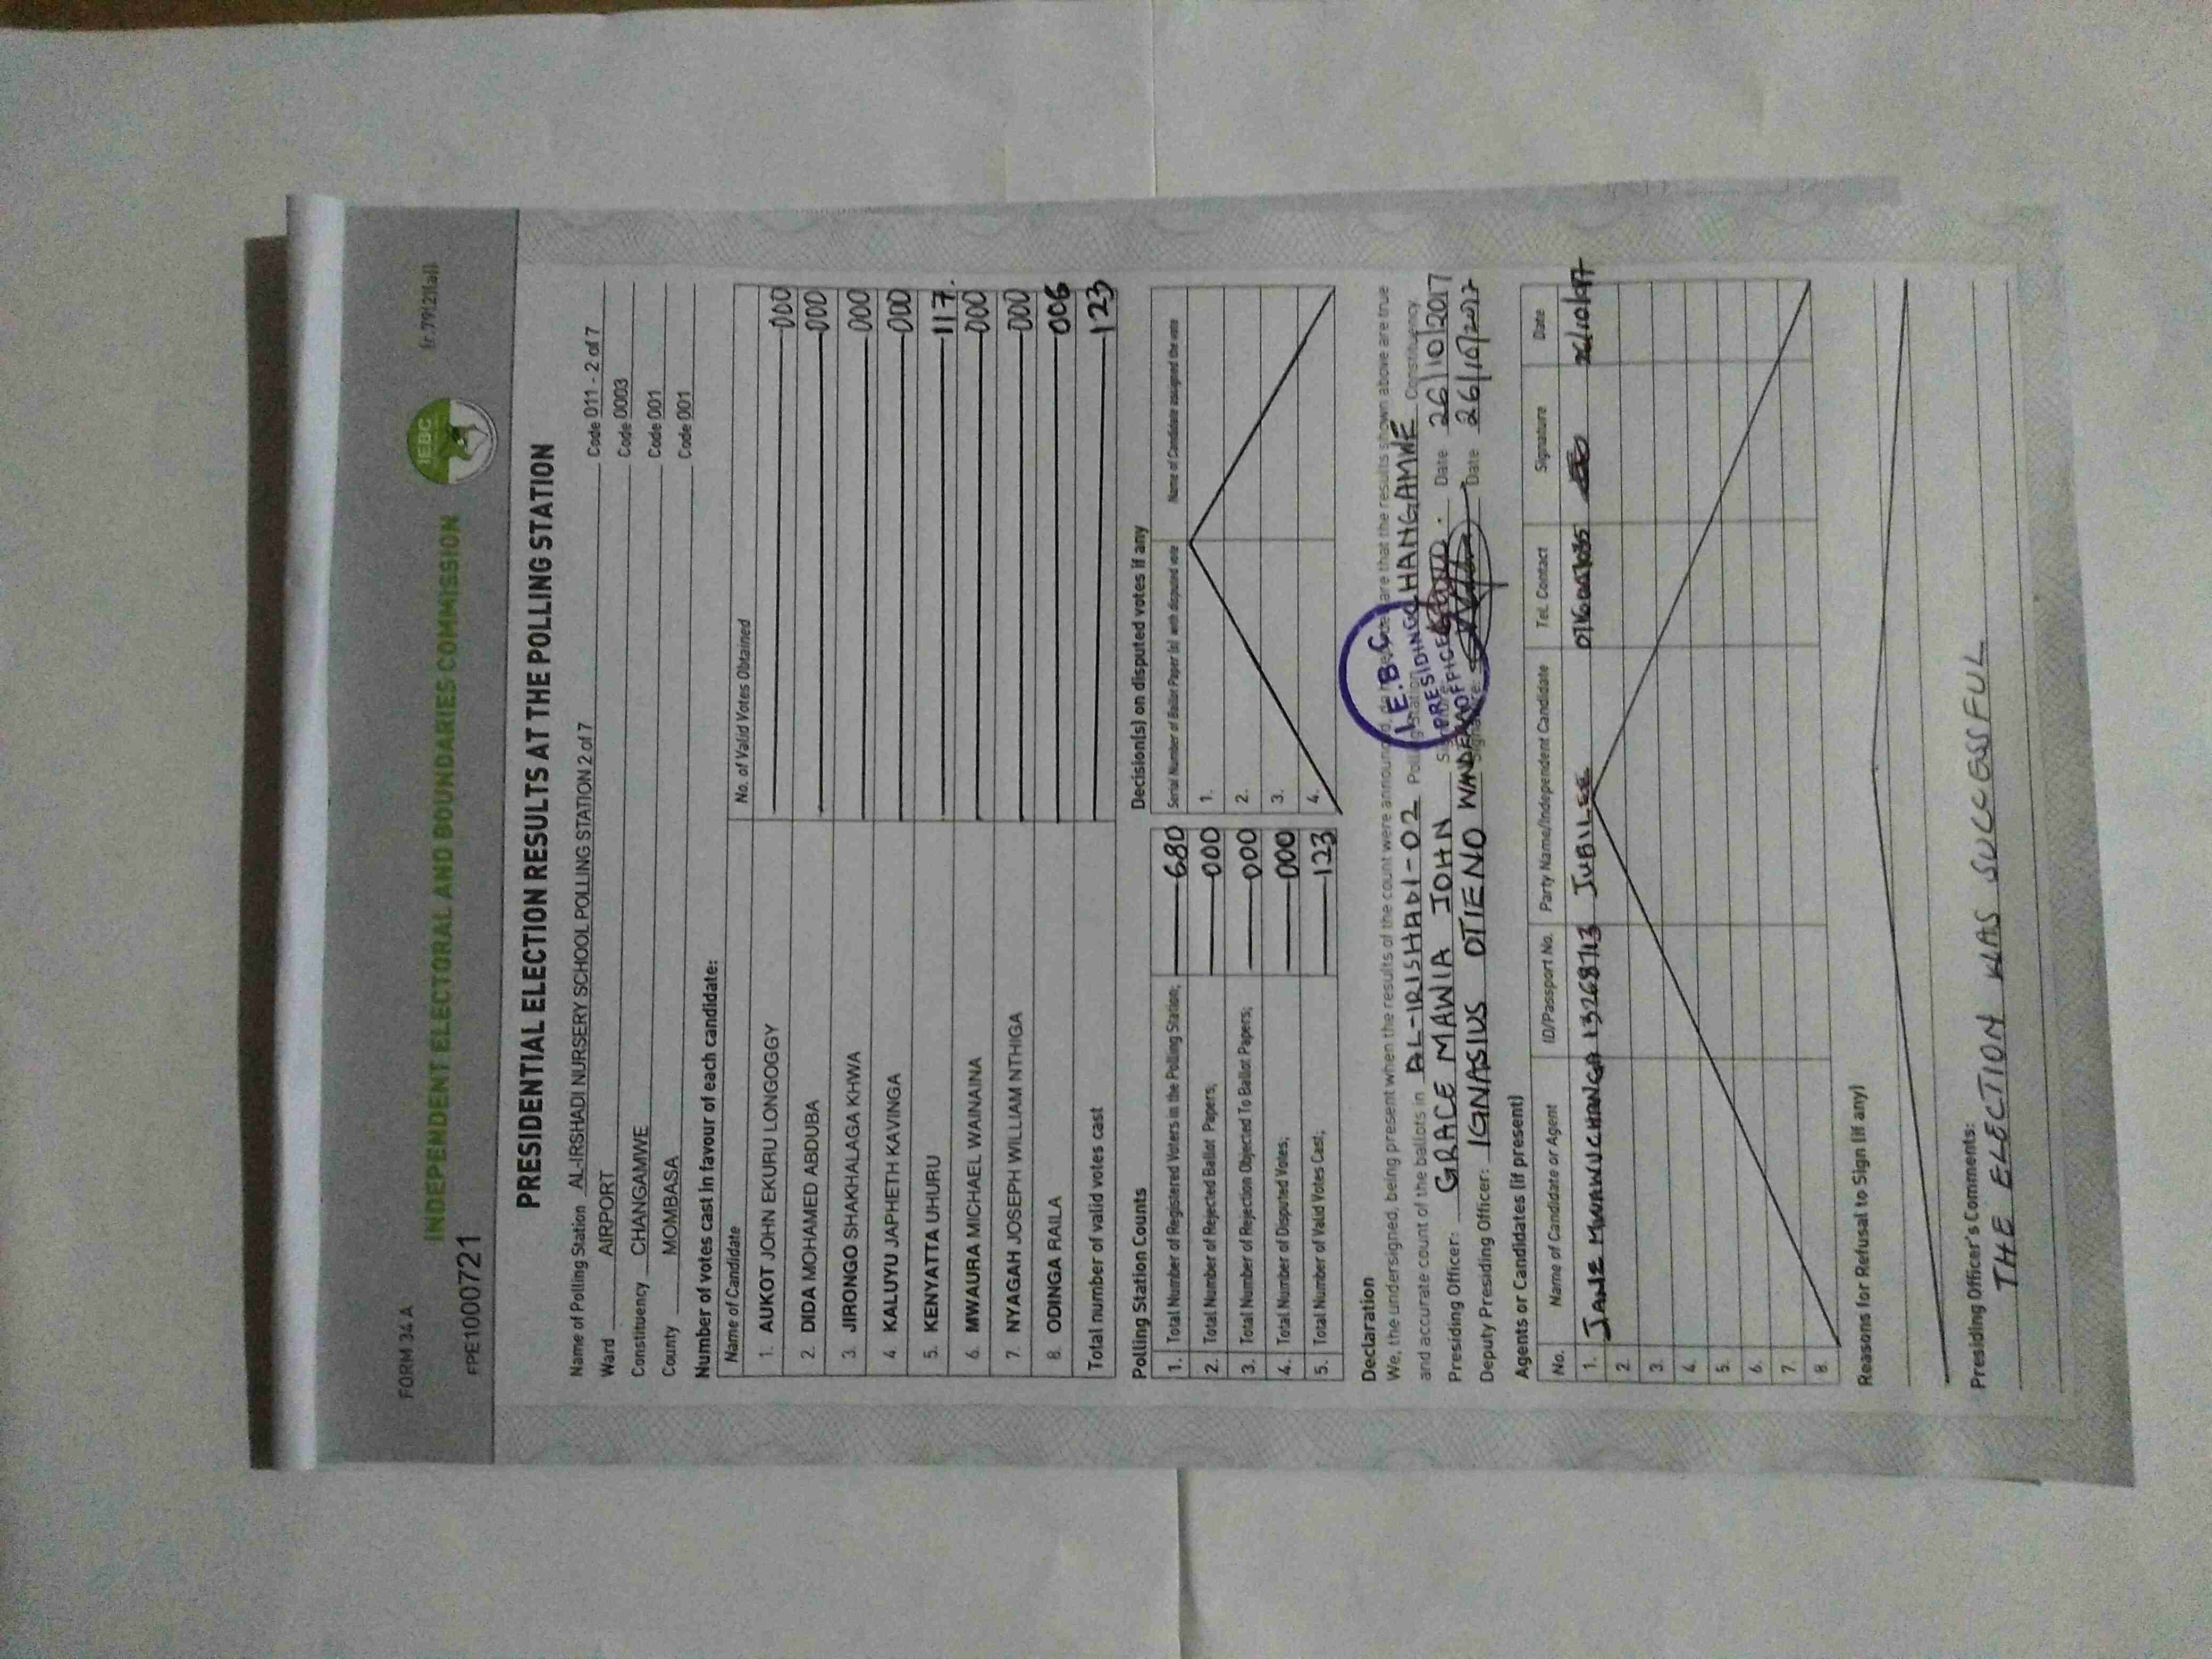 FORM 34A
INDEPENDENT ELECTORAL AND BOUNDARIES COMMISSION
IEBC
(r.79(2)(a))
FPE1000721
PRESIDENTIAL ELECTION RESULTS AT THE POLLING STATION
Name of Polling Station AL-IRSHADI NURSERY SCHOOL POLLING STATION 2 of 7 Code 011 - 2 of 7
Ward AIRPORT Code 0003
Constituency CHANGAMWE Code 001
County MOMBASA Code 001
Number of votes cast in favour of each candidate:
Name of Candidate No. of Valid Votes Obtained
1. AUKOT JOHN EKURU LONGOGGY 000
2. DIDA MOHAMED ABDUBA 000
3. JIRONGO SHAKHALAGA KHWA 000
4. KALUYU JAPHETH KAVINGA 000
5. KENYATTA UHURU 117.
6. MWAURA MICHAEL WAINAINA 000
7. NYAGAH JOSEPH WILLIAM NTHIGA 000
8. ODINGA RAILA 006
Total number of valid votes cast 123
Polling Station Counts
1. Total Number of Registered Voters in the Polling Station; 680
2. Total Number of Rejected Ballot Papers; 000
3. Total Number of Rejection Objected To Ballot Papers; 000
4. Total Number of Disputed Votes; 000
5. Total Number of Valid Votes Cast; 123
Decision(s) on disputed votes if any
Serial Number of Ballot Paper (s) with disputed vote Name of Candidate assigned the vote
1.
2.
3.
4.
Declaration
We, the undersigned, being present when the results of the count were announced, do that the results shown above are true
and accurate count of the ballots in AL-IRISHADI-02 Polling Station CHANGAMWE Constituency
Presiding Officer: GRACE MAWIA JOHN Date 26/10/2017
Deputy Presiding Officer: IGNASIUS OTIENO Signature: Date 26/10/2017
I.E.B.C
PRESIDING
OFFICER
Agents or Candidates (if present)
No. Name of Candidate or Agent ID/Passport No. Party Name/Independent Candidate Tel. Contact Signature Date
1. JANE MWAWUCHANGA 13268713 JUBILEE 26/10/17
2.
3.
4.
5.
6.
7.
8.
Reasons for Refusal to Sign (if any)
Presiding Officer's Comments:
THE ELECTION WAS SUCCESSFUL